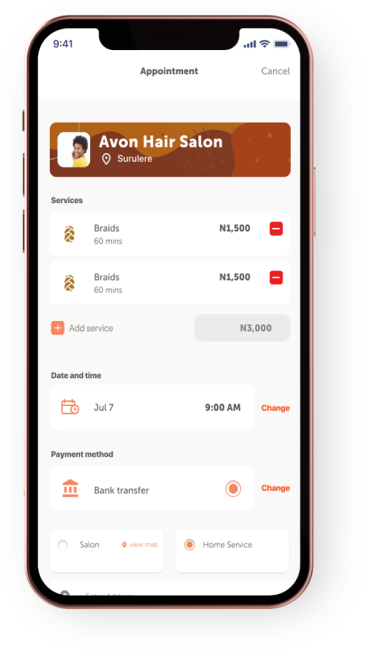 9:41
Appointment Cancel
Avon Hair Salon
Surulere
Services
Braids N1,500
60 mins
Braids N1,500
60 mins
Add service N3,000
Date and time
Jul 7 9:00 AM Change
Payment method
Bank transfer Change
Salon view map Home Service